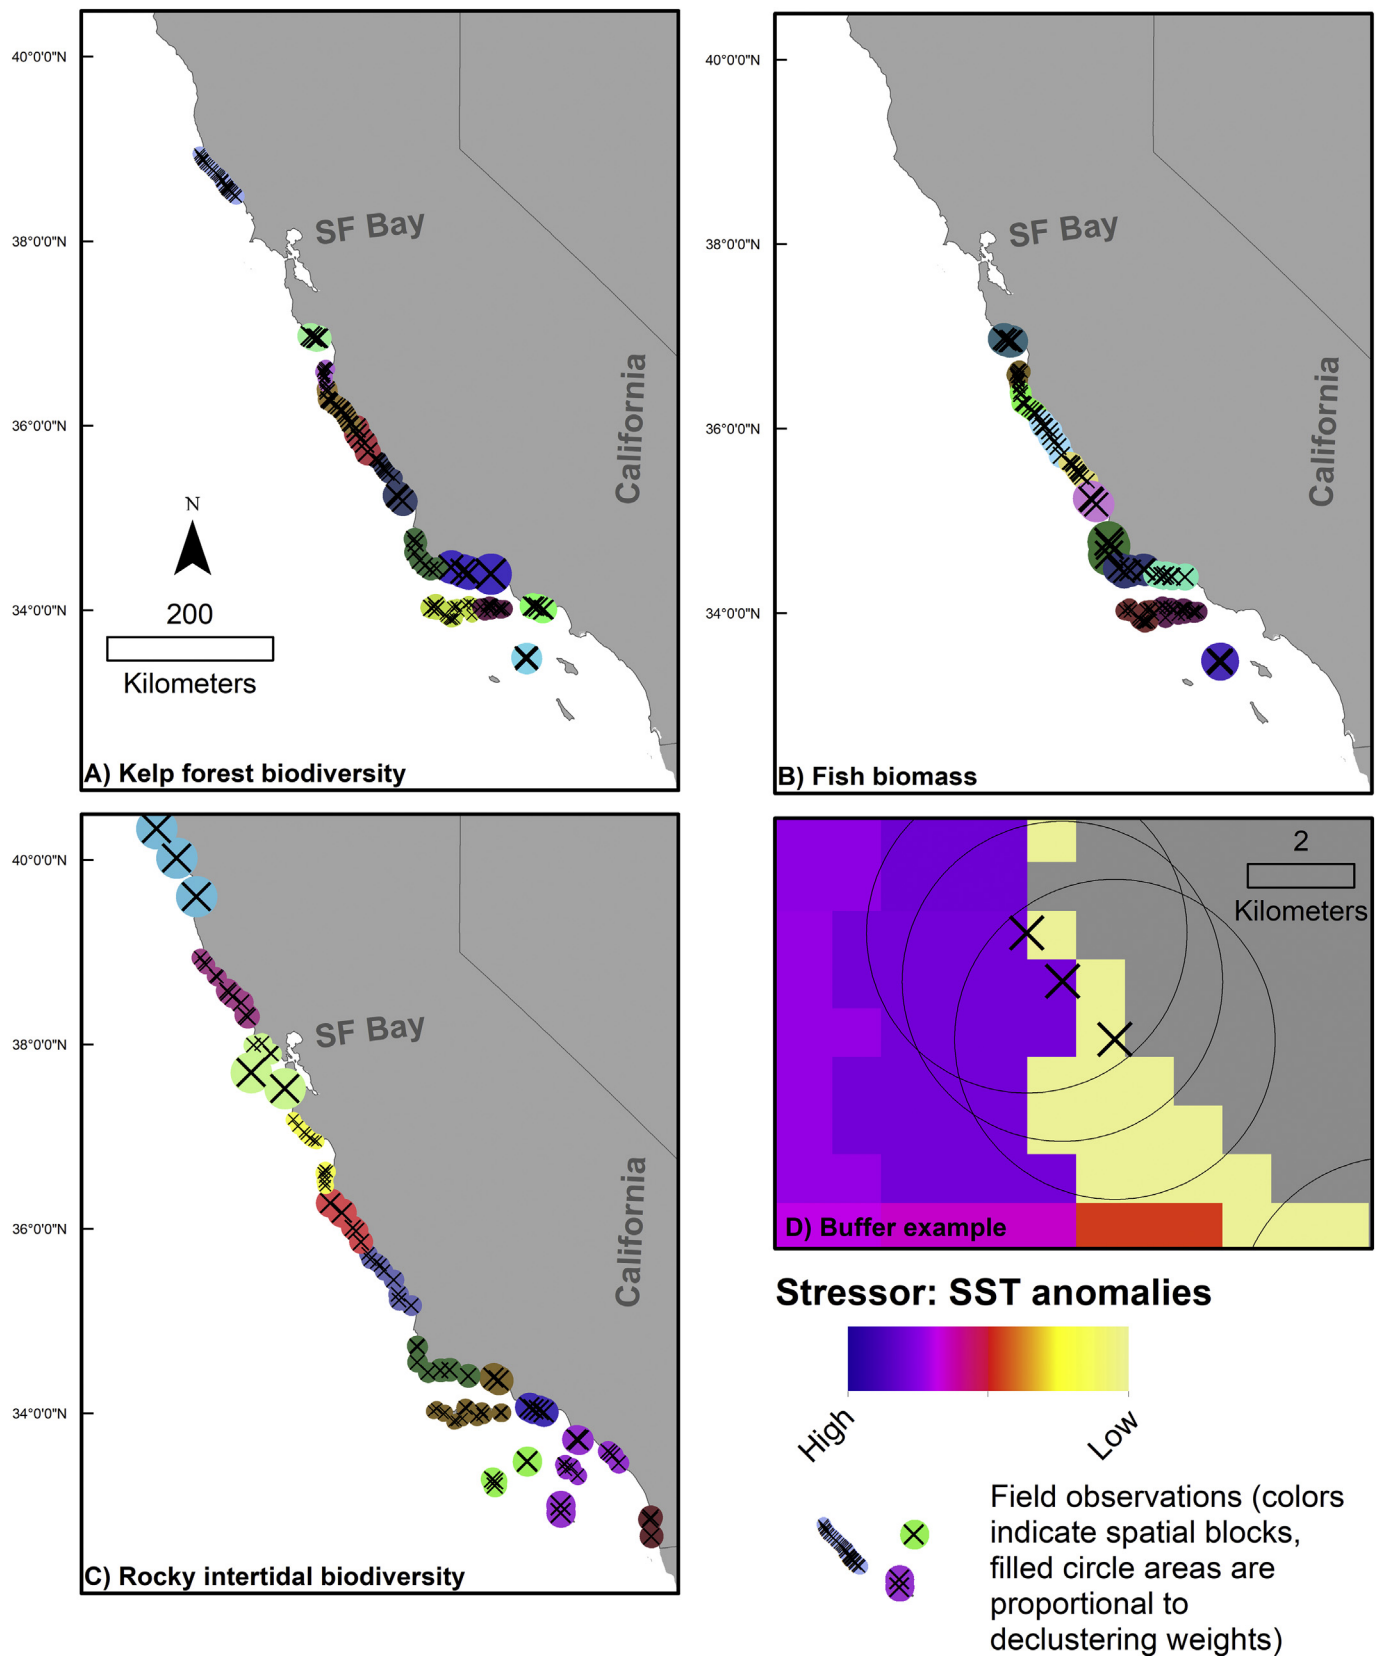 40°0'0"N
38°0'0"N
36°0'0"N
34°0'0"N
SF Bay
California
N
200
Kilometers
A) Kelp forest biodiversity
40°0'0"N
38°0'0"N
36°0'0"N
34°0'0"N
SF Bay
California
B) Fish biomass
40°0'0"N
38°0'0"N
36°0'0"N
34°0'0"N
SF Bay
California
C) Rocky intertidal biodiversity
2
Kilometers
D) Buffer example
Stressor: SST anomalies
High
Low
Field observations (colors
indicate spatial blocks,
filled circle areas are
proportional to
declustering weights)